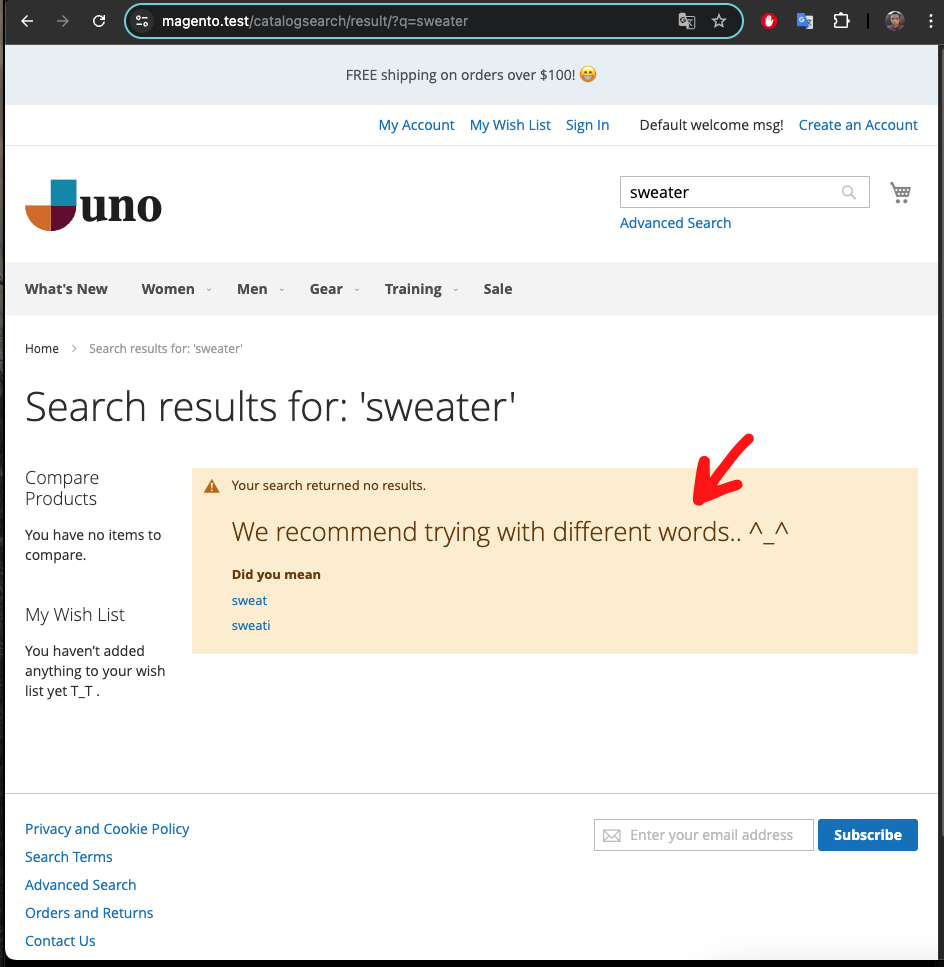 magento.test/catalogsearch/result/?q=sweater
FREE shipping on orders over $100! 😁
My Account My Wish List Sign In Default welcome msg! Create an Account
uno
sweater
Advanced Search
What's New Women Men Gear Training Sale
Home > Search results for: 'sweater'
Search results for: 'sweater'
Compare
Products
You have no items to
compare.
My Wish List
You haven’t added
anything to your wish
list yet T_T .
Your search returned no results.
We recommend trying with different words.. ^_^
Did you mean
sweat
sweati
Privacy and Cookie Policy
Search Terms
Advanced Search
Orders and Returns
Contact Us
Enter your email address
Subscribe